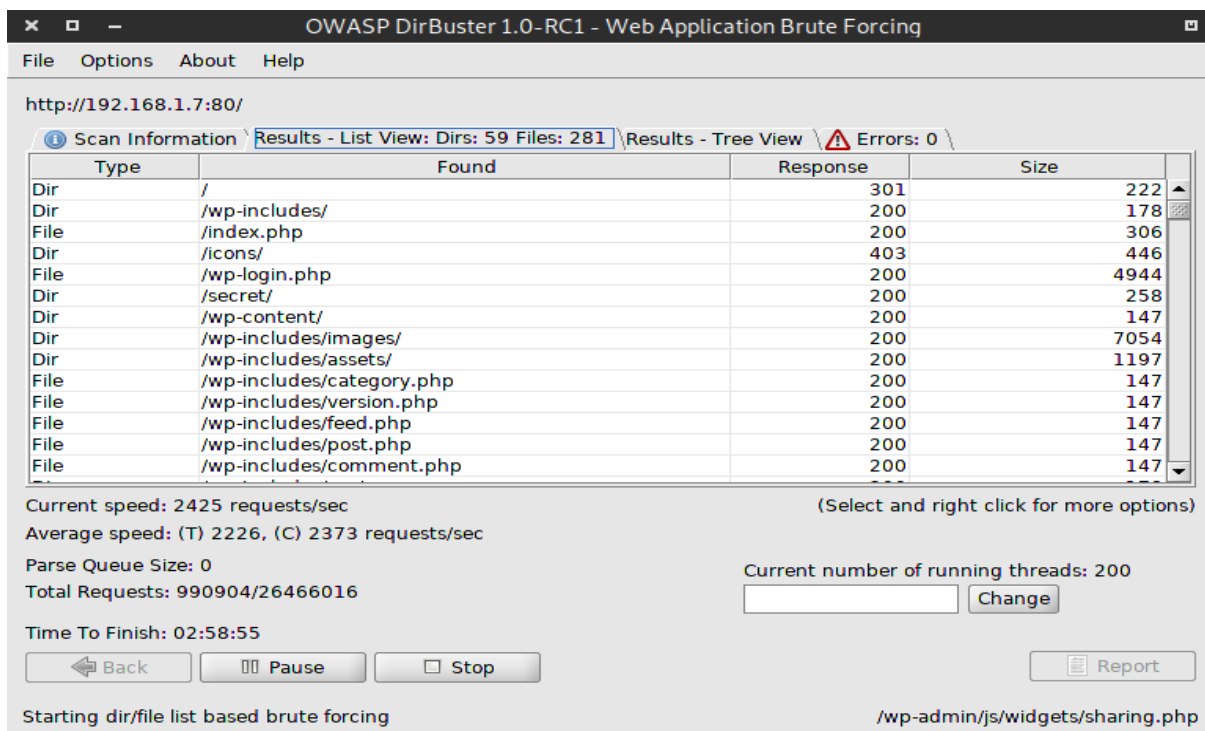 OWASP DirBuster 1.0-RC1 - Web Application Brute Forcing
File Options About Help
http://192.168.1.7:80/
Scan Information Results - List View: Dirs: 59 Files: 281 Results - Tree View Errors: 0
Type Found Response Size
Dir / 301 222
Dir /wp-includes/ 200 178
File /index.php 200 306
Dir /icons/ 403 446
File /wp-login.php 200 4944
Dir /secret/ 200 258
Dir /wp-content/ 200 147
Dir /wp-includes/images/ 200 7054
Dir /wp-includes/assets/ 200 1197
File /wp-includes/category.php 200 147
File /wp-includes/version.php 200 147
File /wp-includes/feed.php 200 147
File /wp-includes/post.php 200 147
File /wp-includes/comment.php 200 147
Current speed: 2425 requests/sec (Select and right click for more options)
Average speed: (T) 2226, (C) 2373 requests/sec
Parse Queue Size: 0
Current number of running threads: 200
Total Requests: 990904/26466016
Change
Time To Finish: 02:58:55
Back Pause Stop Report
Starting dir/file list based brute forcing /wp-admin/js/widgets/sharing.php